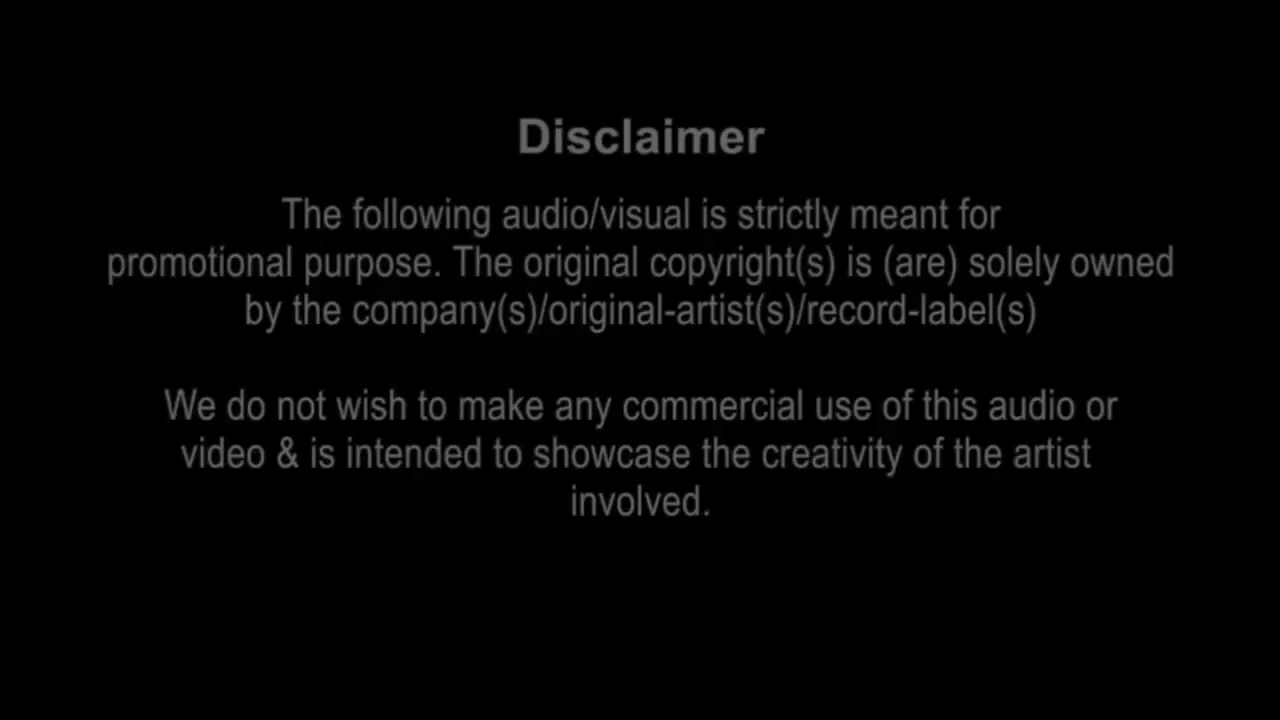 Disclaimer
The following audio/visual is strictly meant for
promotional purpose. The original copyright(s) is (are) solely owned
by the company(s)/original-artist(s)/record-label(s)
We do not wish to make any commercial use of this audio or
video & is intended to showcase the creativity of the artist
involved.